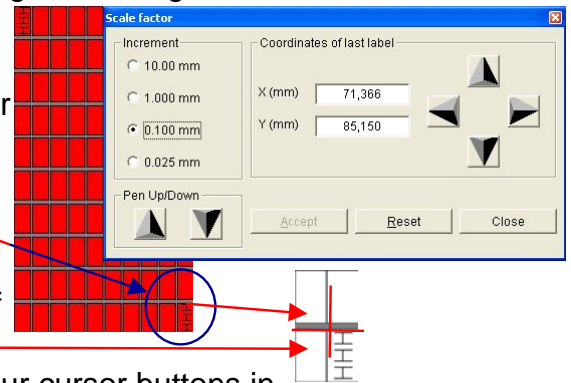 Scale factor
Increment
10.00 mm
1.000 mm
0.100 mm
0.025 mm
Coordinates of last label
X (mm) 71,366
Y (mm) 85,150
Pen Up/Down
Accept Reset Close
ur cursor buttons in